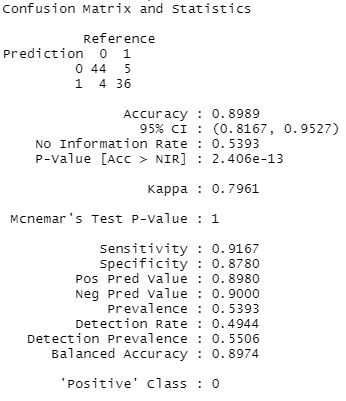 Confusion Matrix and Statistics
Reference
Prediction 0 1
0 44 5
1 4 36
Accuracy : 0.8989
95% CI : (0.8167, 0.9527)
No Information Rate : 0.5393
P-Value [Acc > NIR] : 2.406e-13
Kappa : 0.7961
Mcnemar's Test P-Value : 1
Sensitivity : 0.9167
Specificity : 0.8780
Pos Pred Value : 0.8980
Neg Pred Value : 0.9000
Prevalence : 0.5393
Detection Rate : 0.4944
Detection Prevalence : 0.5506
Balanced Accuracy : 0.8974
'Positive' Class : 0